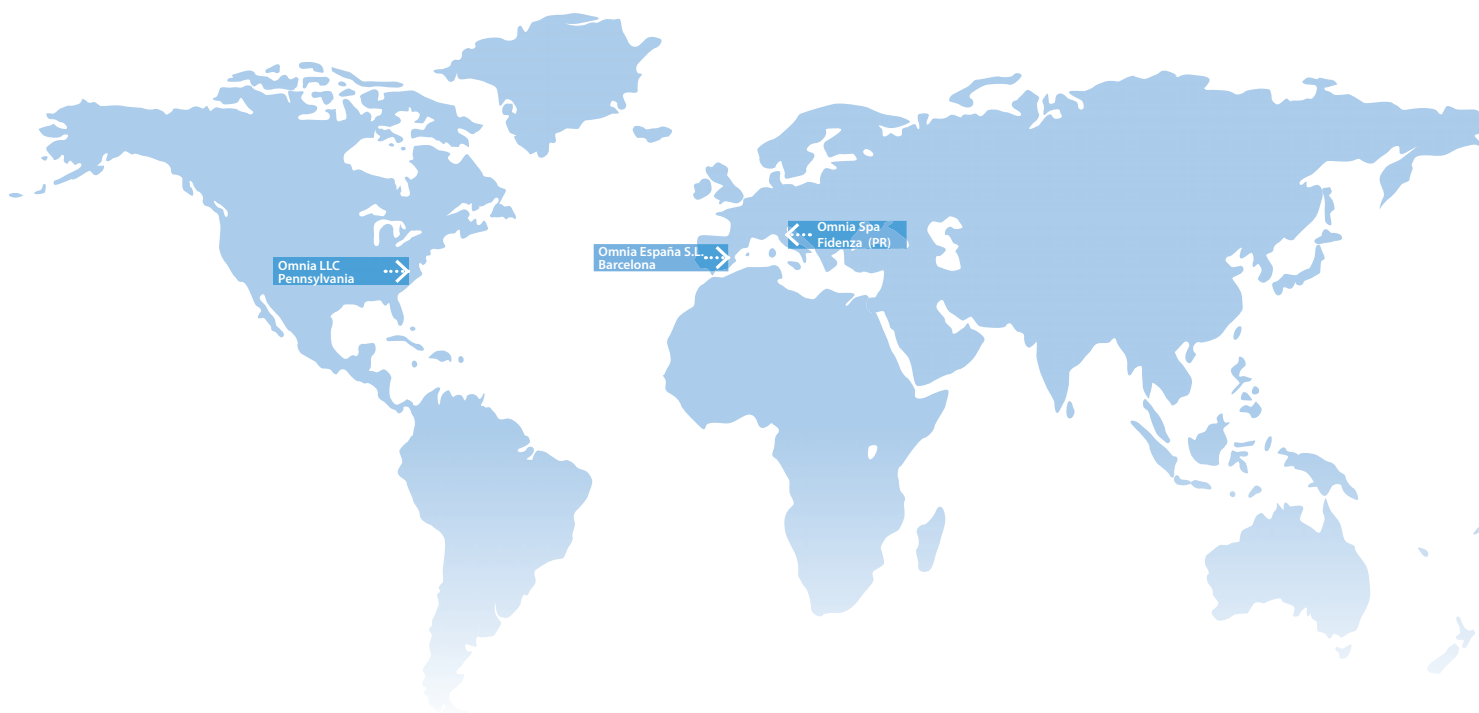 Omnia Spa
Fidenza (PR)
Omnia España S.L.
Barcelona
Omnia LLC
Pennsylvania